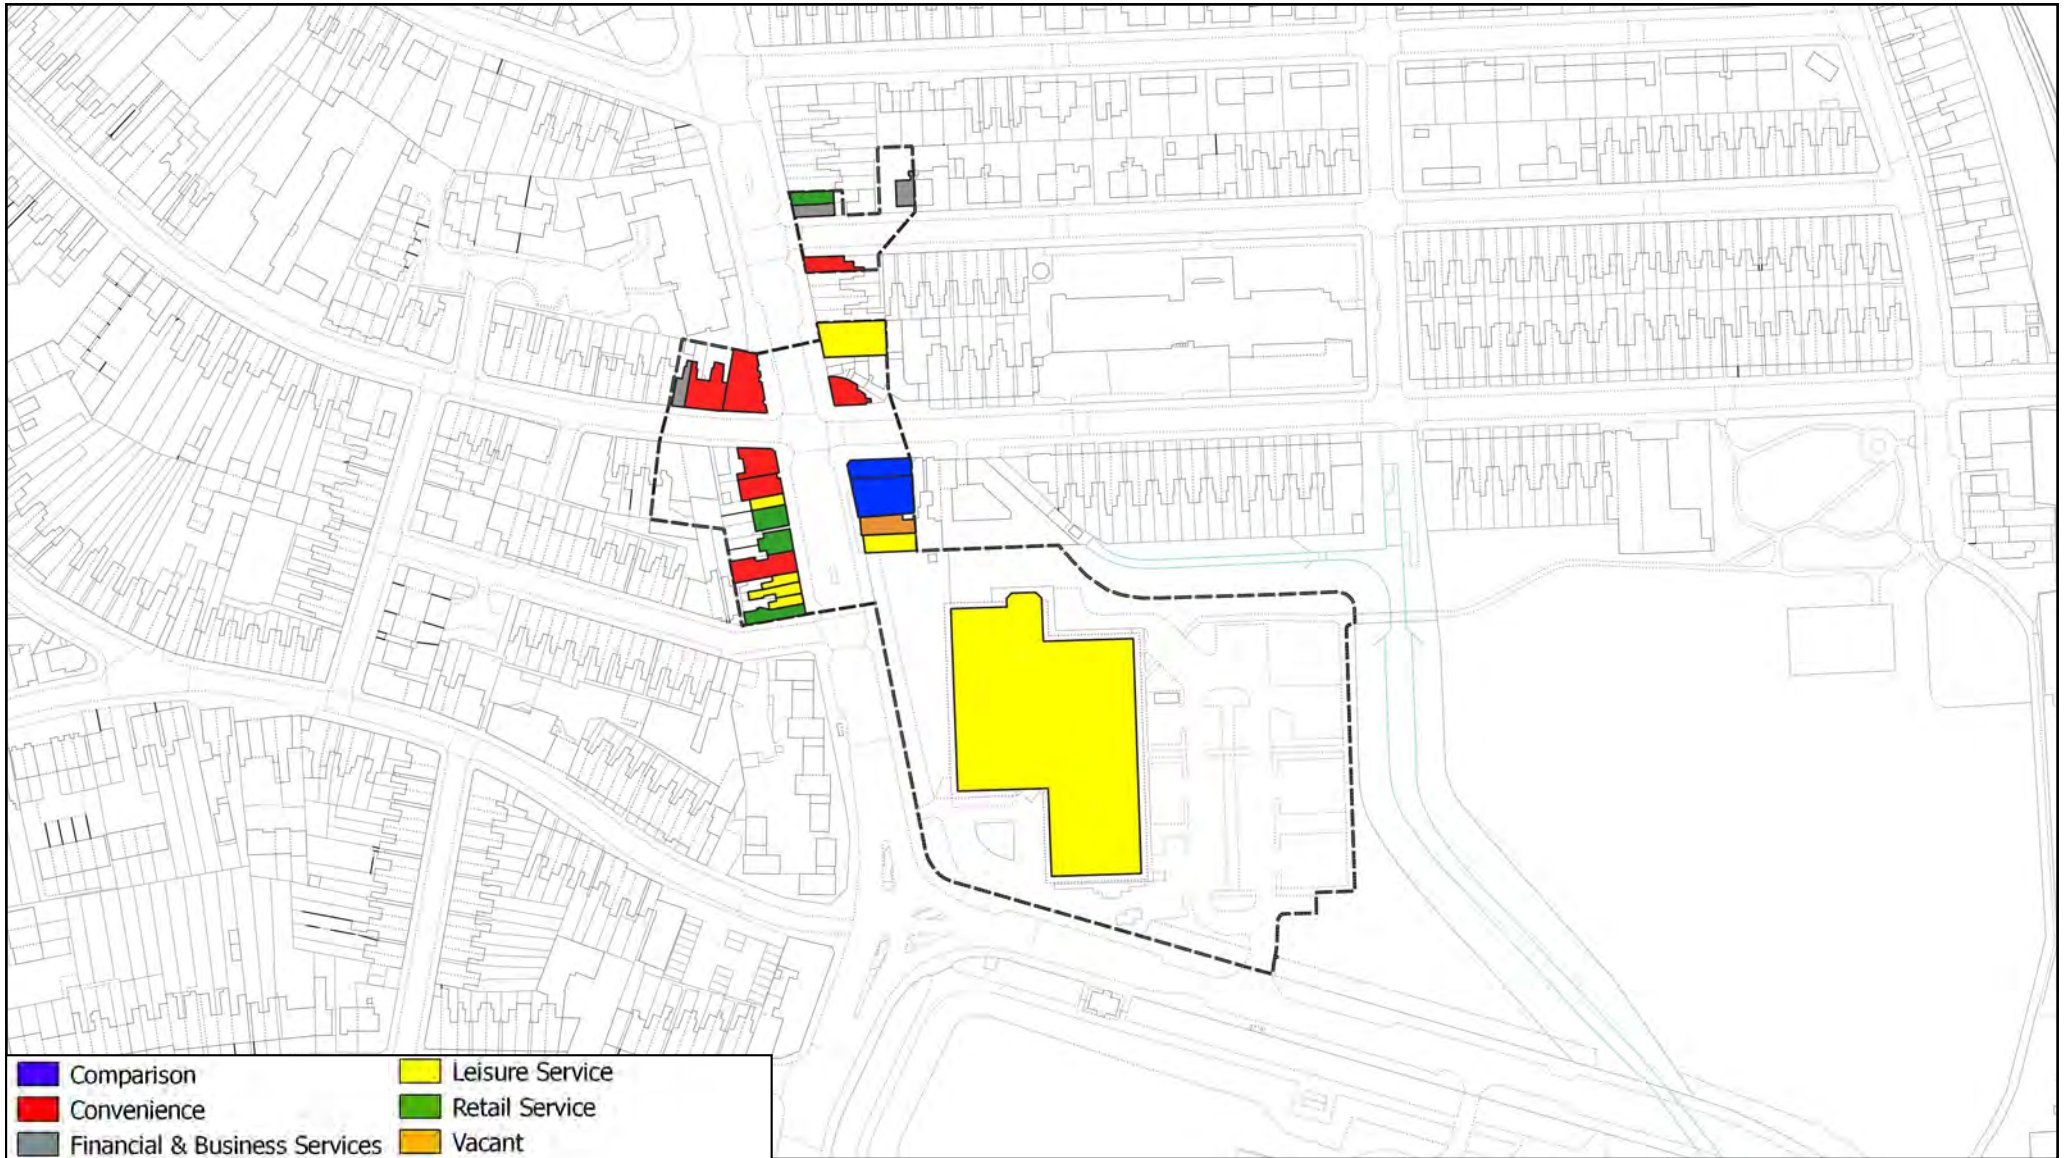 Comparison
Convenience
Financial & Business Services
Leisure Service
Retail Service
Vacant